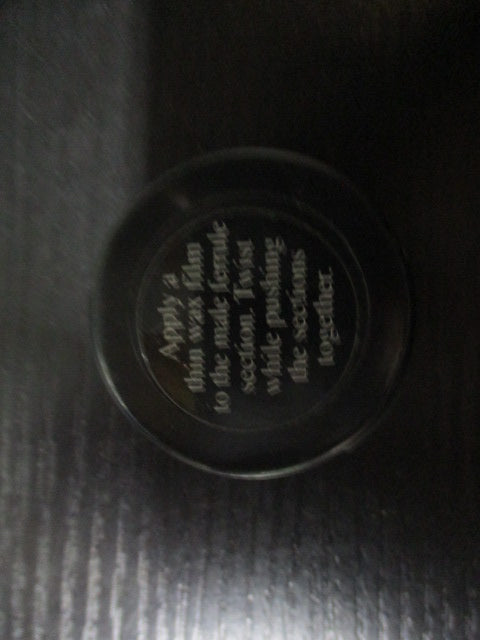 Apply a
thin wax film
to the male ferrule
section. Twist
while pushing
the sections
together